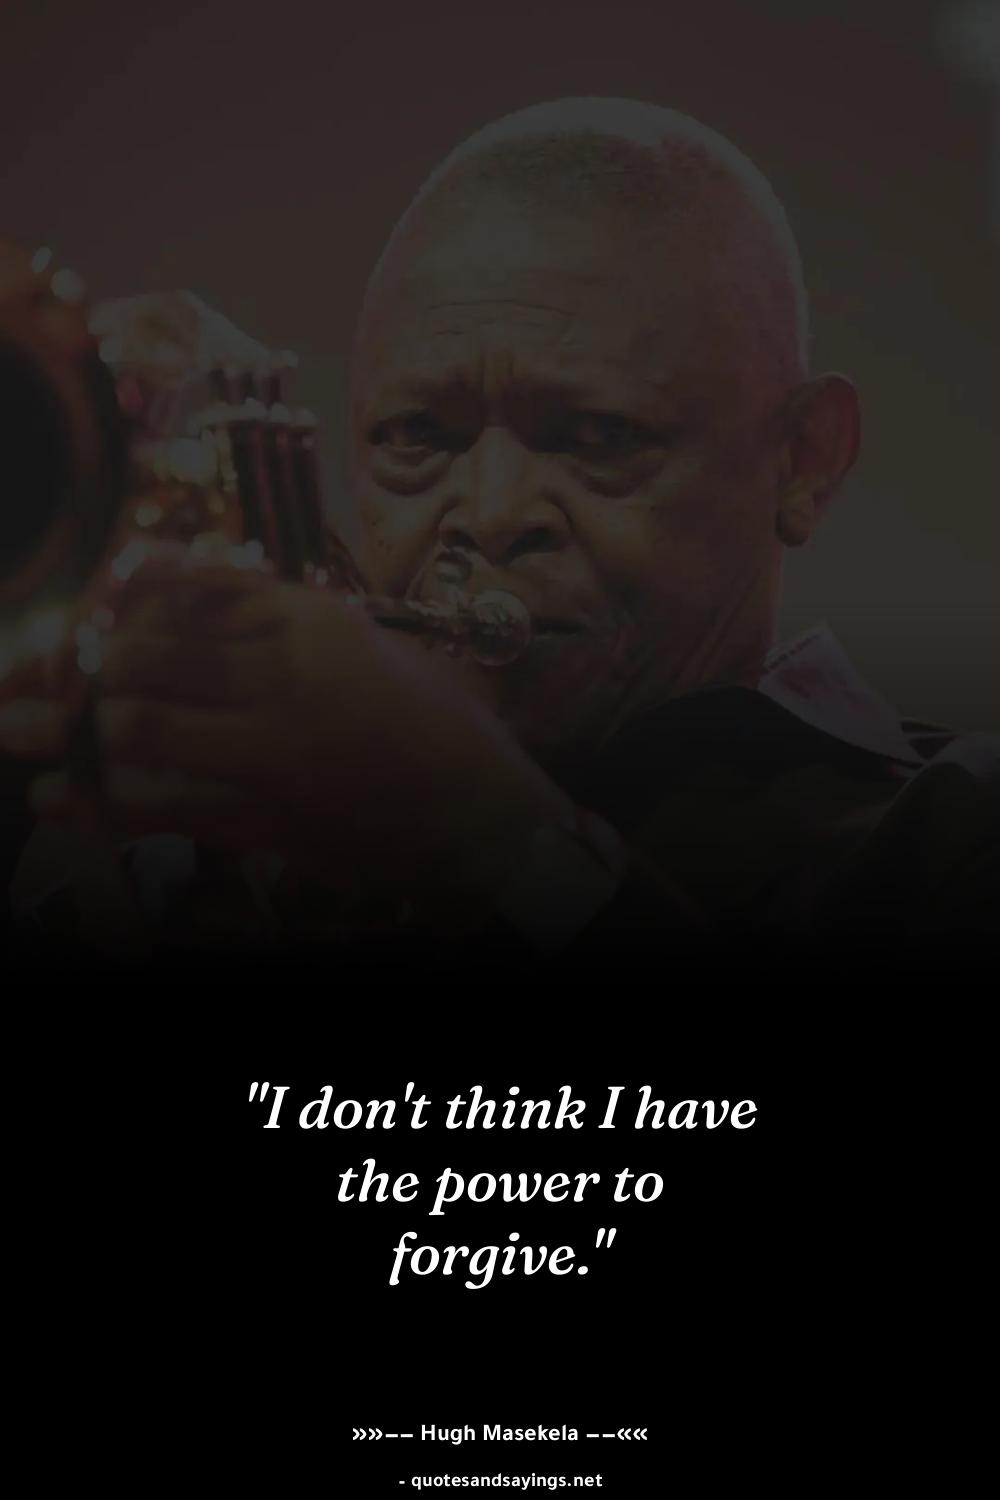 "I don't think I have
the power to
forgive."
»»–– Hugh Masekela ––««
- quotesandsayings.net